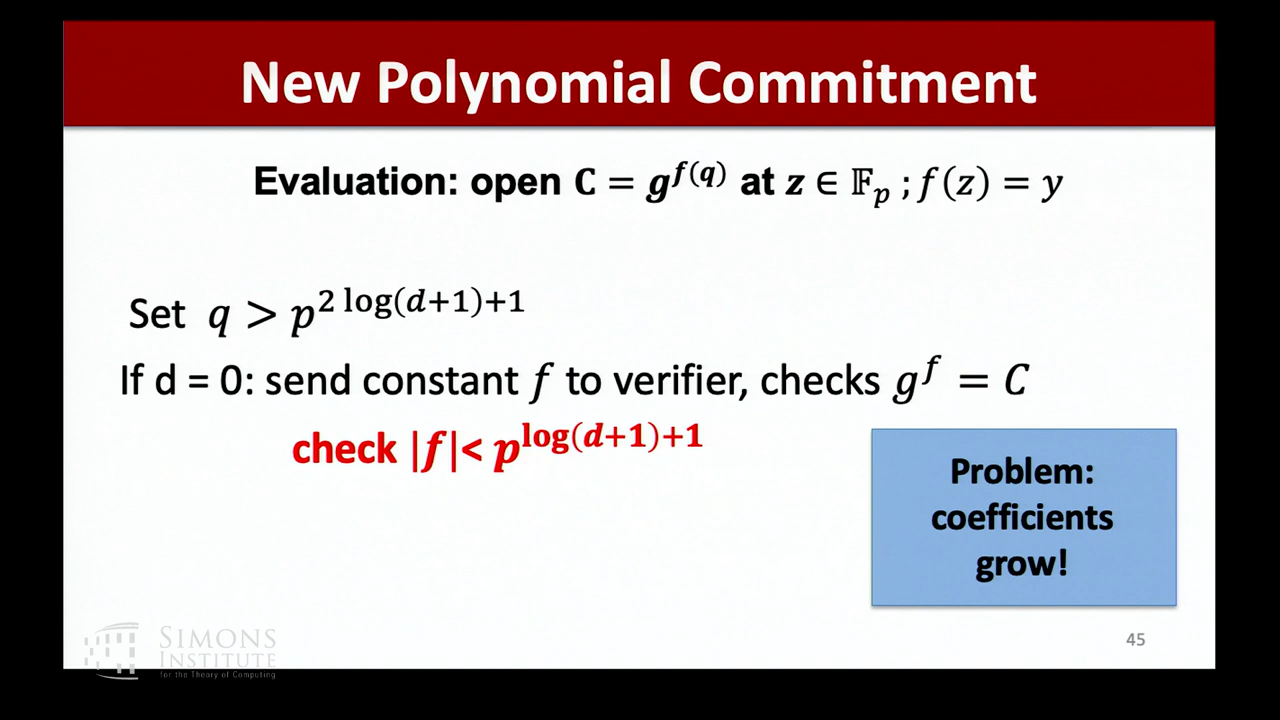 New Polynomial Commitment
Evaluation: open C = g^{f(q)} at z ∈ 𝔽_p ; f(z) = y
Set q > p^{2 log(d+1)+1}
If d = 0: send constant f to verifier, checks g^f = C
check |f|< p^{log(d+1)+1}
Problem:
coefficients
grow!
SIMONS
INSTITUTE
for the Theory of Computing
45